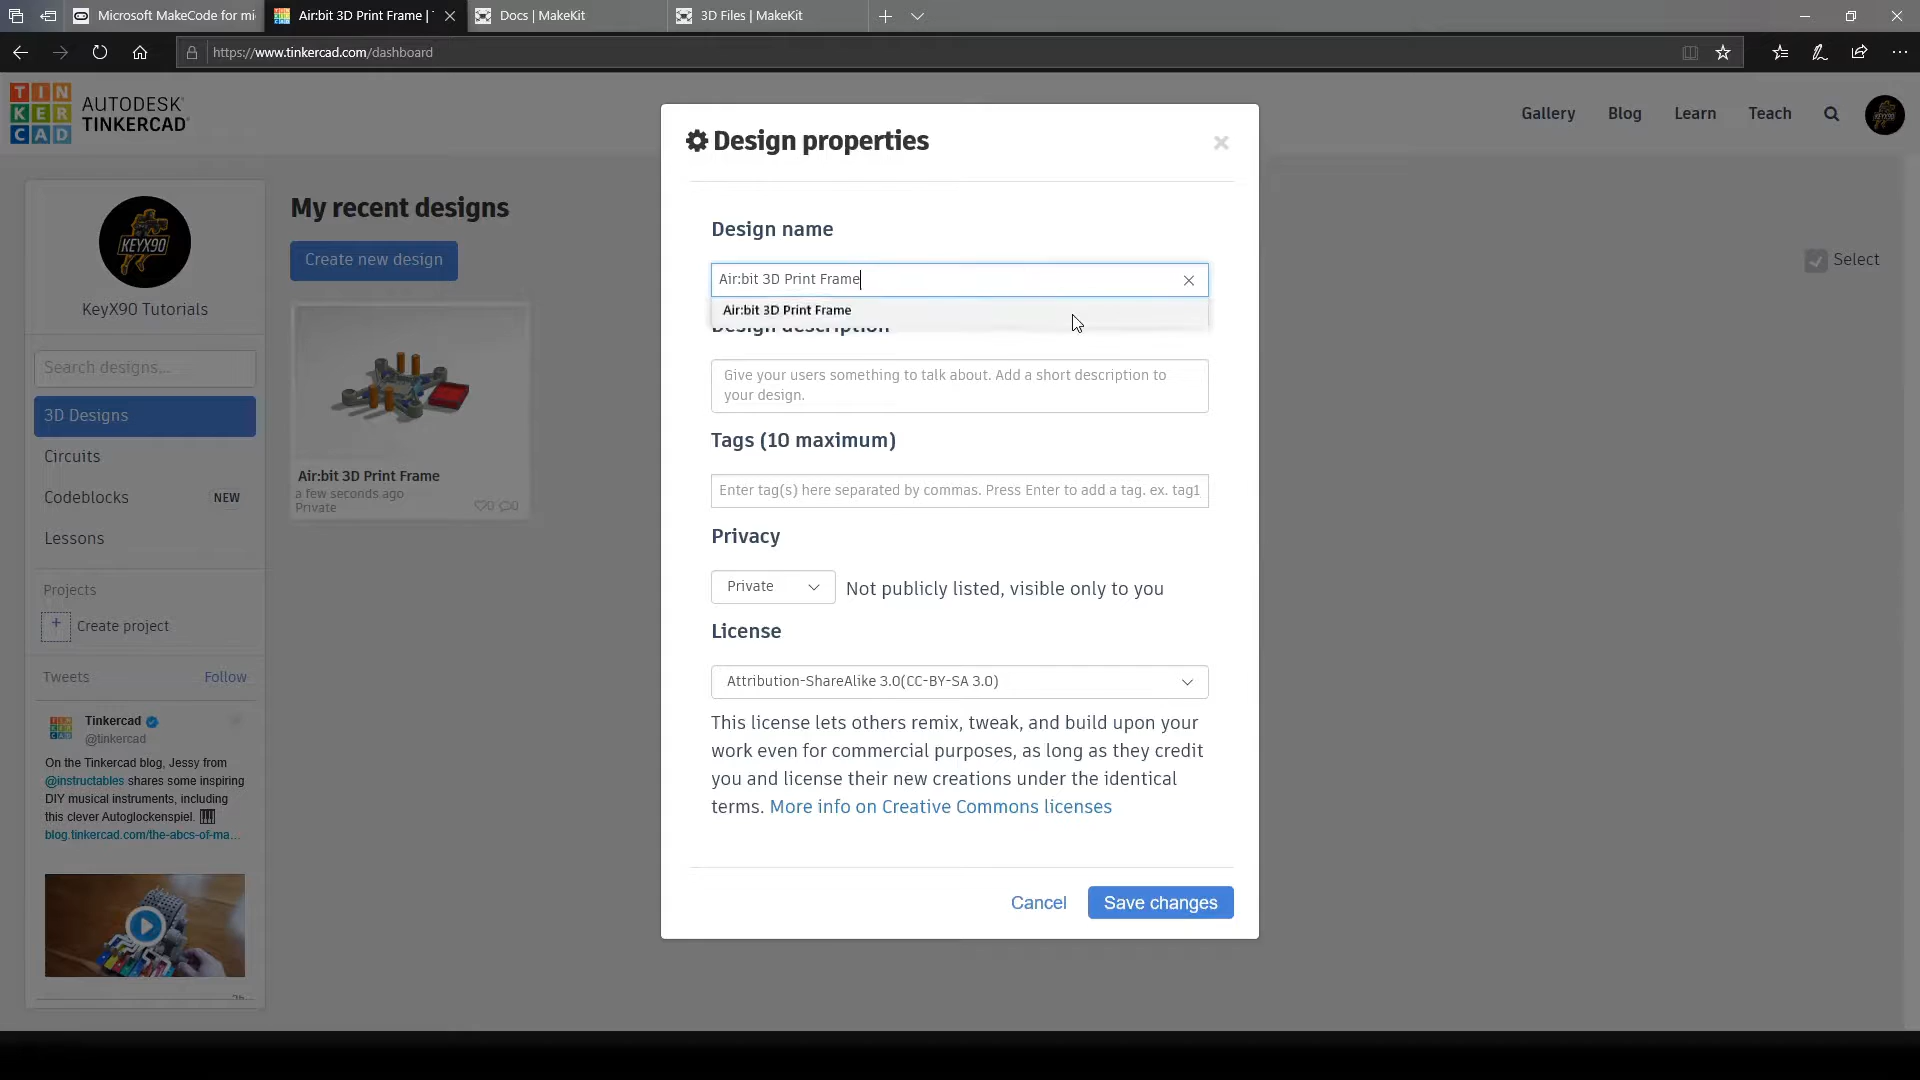 Microsoft MakeCode for mi
Air:bit 3D Print Frame |
Docs | MakeKit
3D Files | MakeKit
https://www.tinkercad.com/dashboard
TIN
KER
CAD
AUTODESK
TINKERCAD
Gallery
Blog
Learn
Teach
KEYX90
KeyX90 Tutorials
Search designs...
3D Designs
Circuits
Codeblocks
NEW
Lessons
Projects
+ Create project
Tweets
Follow
Tinkercad
@tinkercad
On the Tinkercad blog, Jessy from
@instructables shares some inspiring
DIY musical instruments, including
this clever Autoglockenspiel.
blog.tinkercad.com/the-abcs-of-ma…
My recent designs
Create new design
Select
Air:bit 3D Print Frame
a few seconds ago
Private
0 0
Design properties
Design name
Air:bit 3D Print Frame
Air:bit 3D Print Frame
Design description
Give your users something to talk about. Add a short description to
your design.
Tags (10 maximum)
Enter tag(s) here separated by commas. Press Enter to add a tag. ex. tag1
Privacy
Private
Not publicly listed, visible only to you
License
Attribution-ShareAlike 3.0(CC-BY-SA 3.0)
This license lets others remix, tweak, and build upon your
work even for commercial purposes, as long as they credit
you and license their new creations under the identical
terms. More info on Creative Commons licenses
Cancel
Save changes